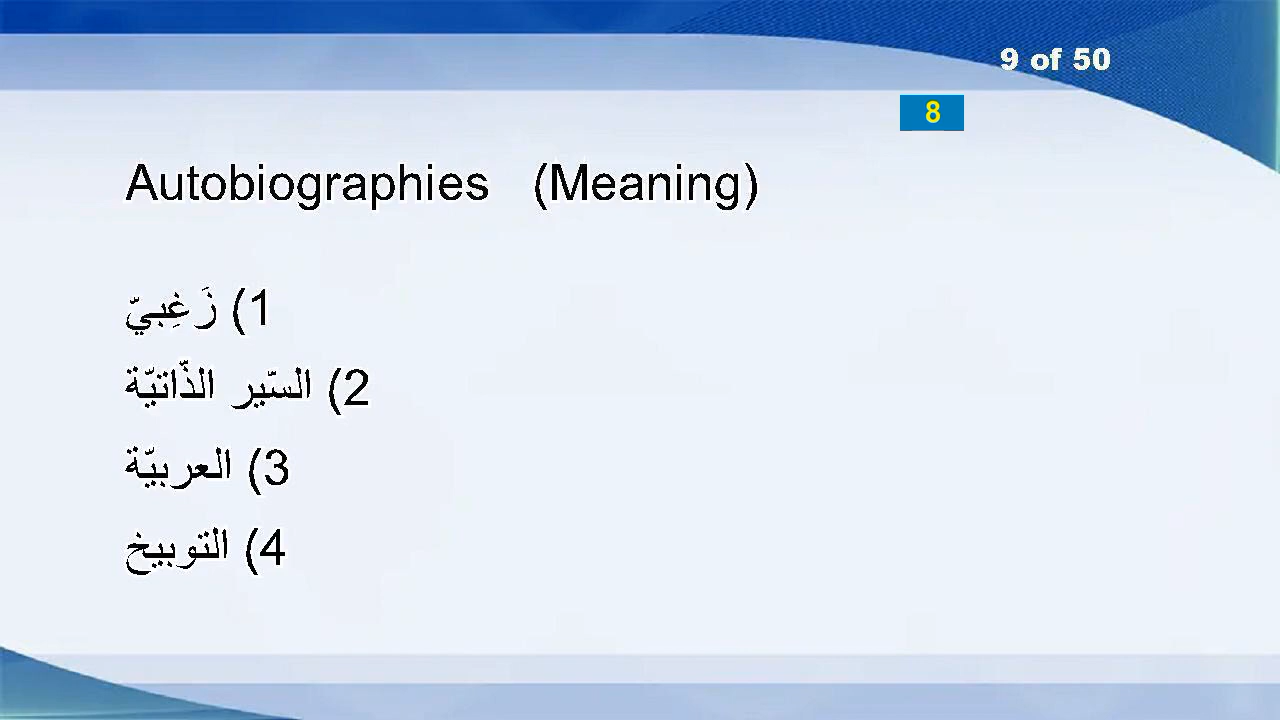 9 of 50
8
Autobiographies (Meaning)
1) زَغِبيّ
2) السّير الذّاتيّة
3) العربيّة
4) التوبيخ